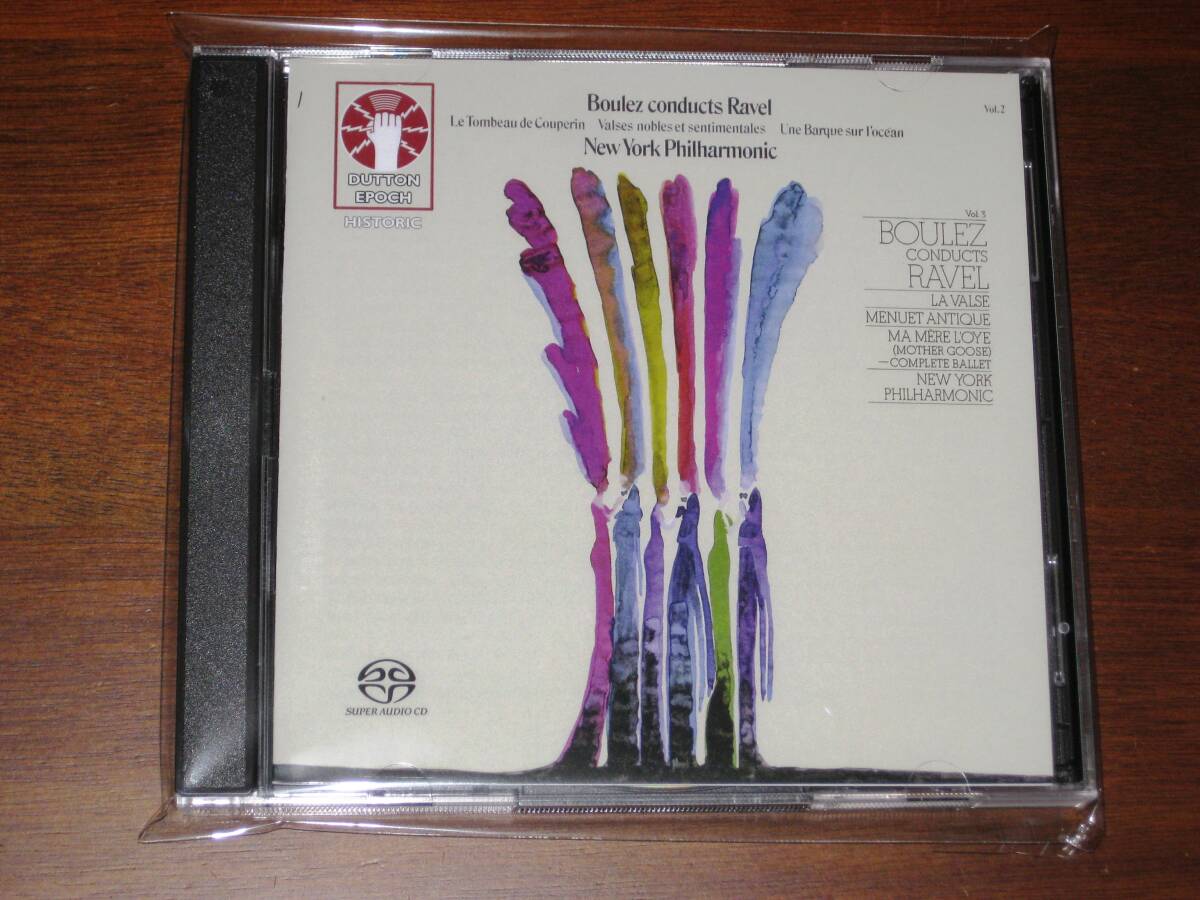 Boulez conducts Ravel
Vol.2
Le Tombeau de Couperin Valses nobles et sentimentales Une Barque sur l'océan
New York Philharmonic
DUTTON
EPOCH
HISTORIC
Vol. 3
BOULEZ
CONDUCTS
RAVEL
LA VALSE
MENUET ANTIQUE
MA MÈRE L'OYE
(MOTHER GOOSE)
—COMPLETE BALLET
NEW YORK
PHILHARMONIC
SUPER AUDIO CD